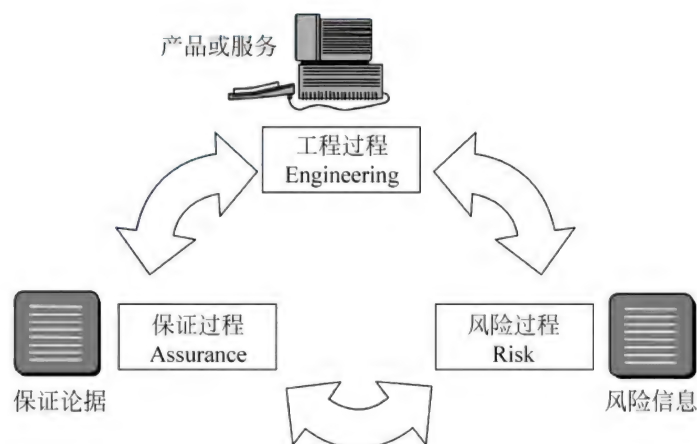 产品或服务
工程过程
Engineering
保证过程
Assurance
风险过程
Risk
保证论据
风险信息